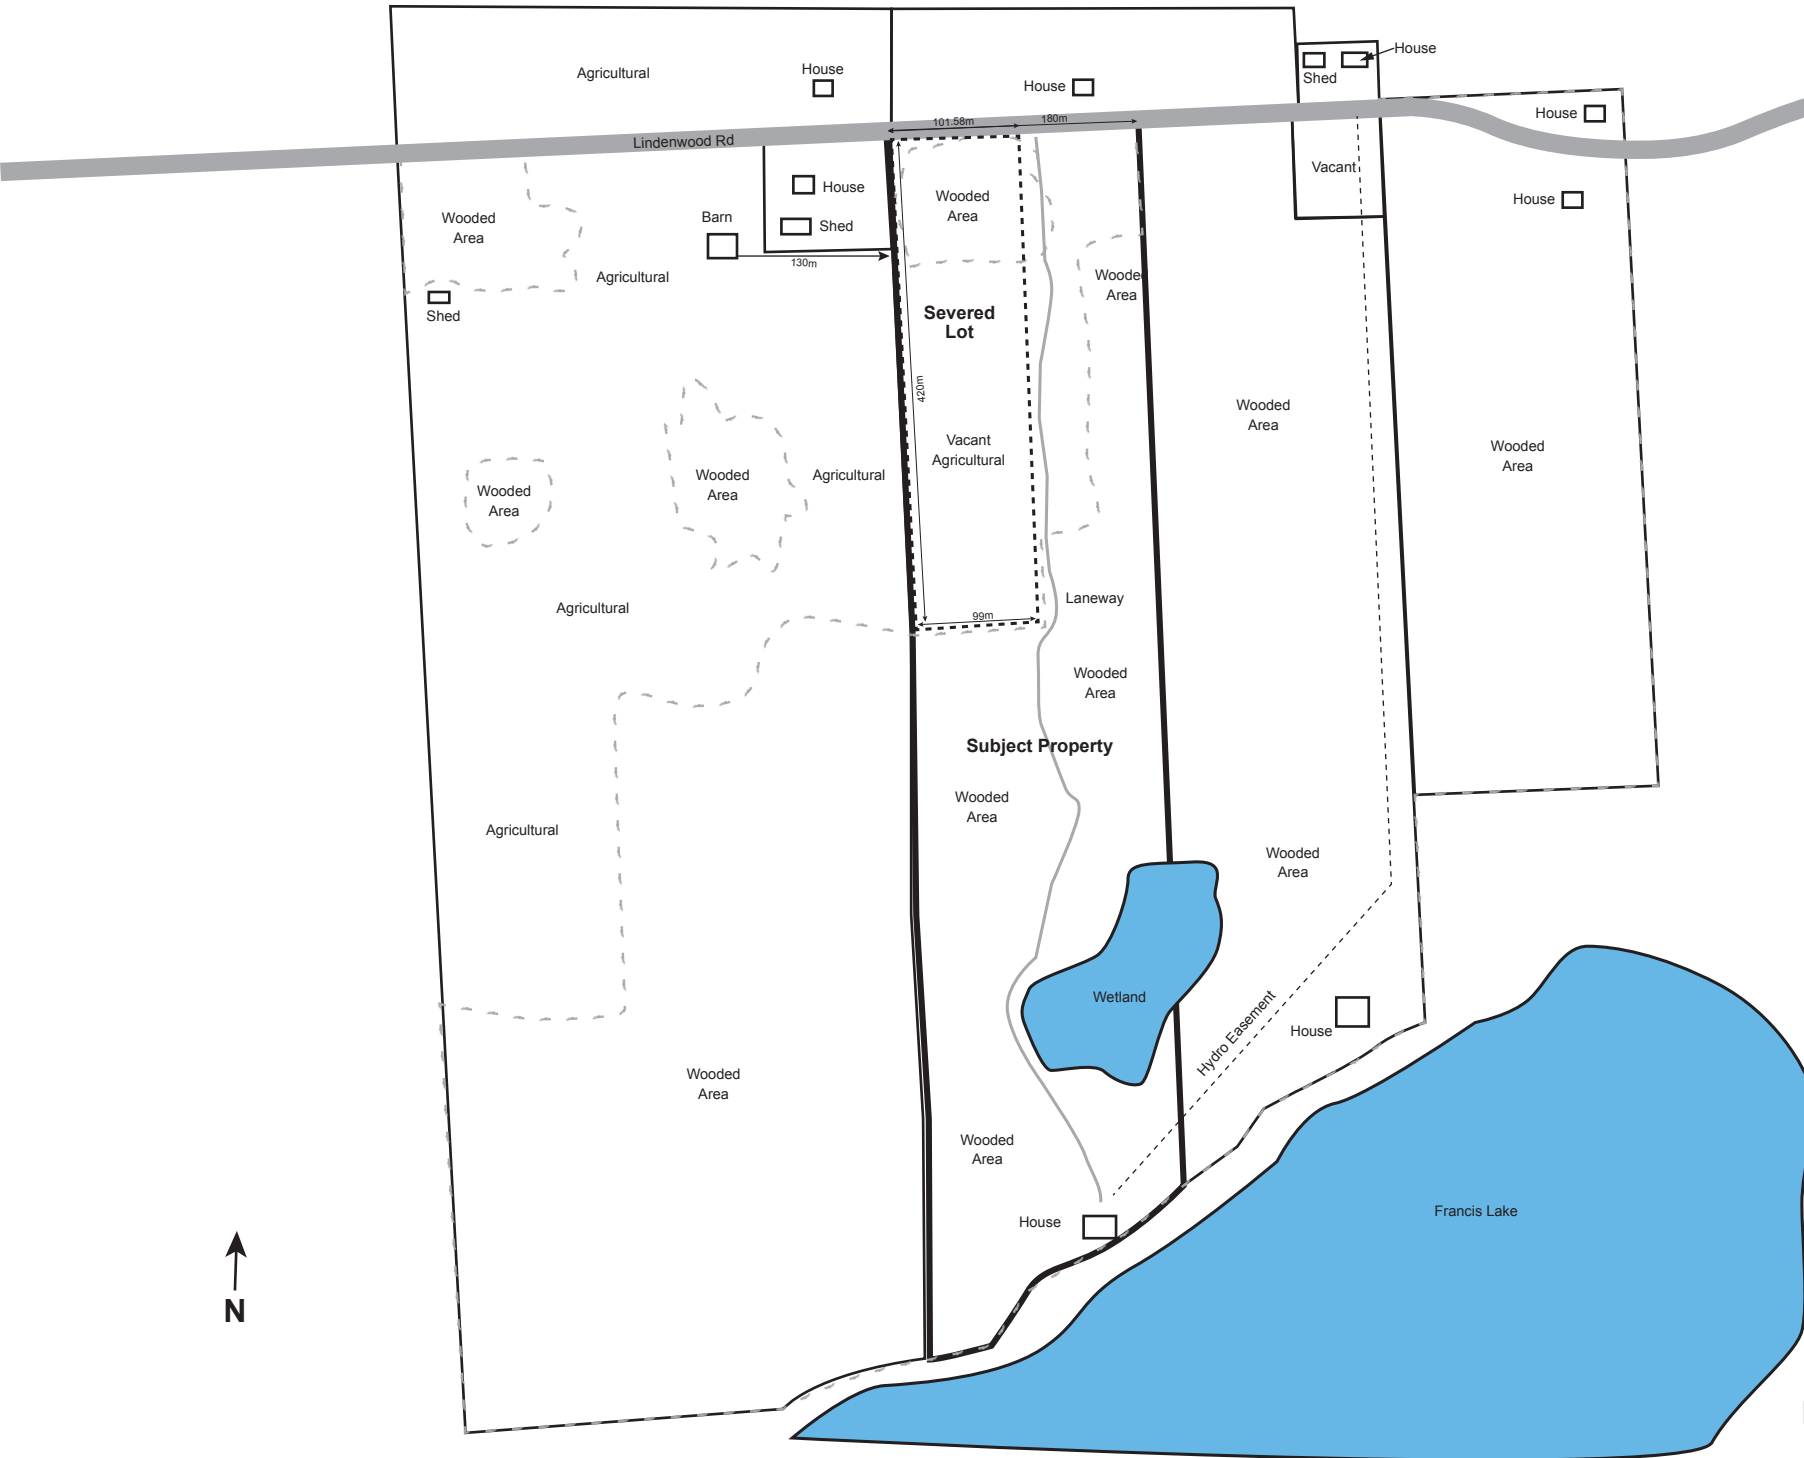 House
Agricultural
House
Shed
House
House
101.58m
180m
Lindenwood Rd
Vacant
House
House
Wooded
Area
Wooded
Area
Barn
Shed
130m
Agricultural
Wooded
Area
Shed
Severed
Lot
420m
Wooded
Area
Wooded
Area
Vacant
Agricultural
Wooded
Area
Agricultural
Wooded
Area
Wooded
Area
Agricultural
Laneway
99m
Wooded
Area
Subject Property
Wooded
Area
Agricultural
Wooded
Area
Wetland
Hydro Easement
House
Wooded
Area
Wooded
Area
Francis Lake
House
N